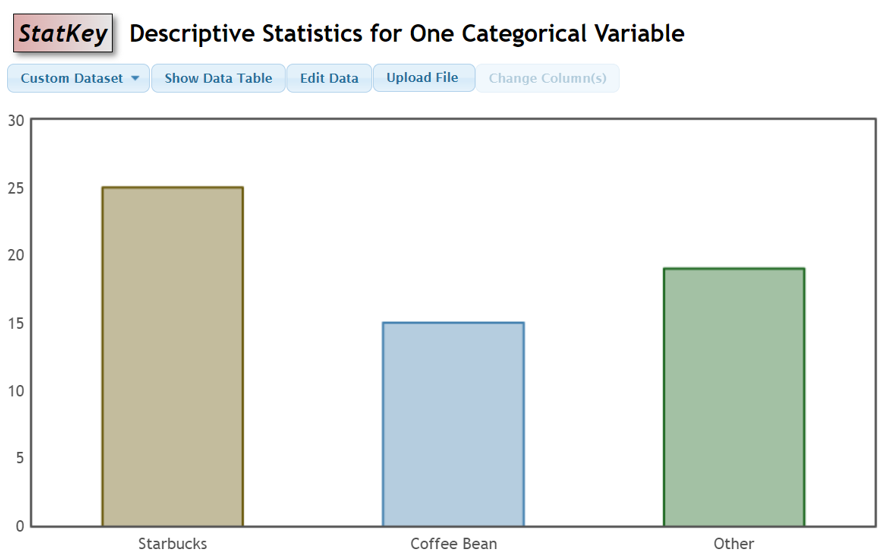 StatKey Descriptive Statistics for One Categorical Variable
Custom Dataset Show Data Table Edit Data Upload File Change Column(s)
30
25
20
15
10
5
0
Starbucks Coffee Bean Other